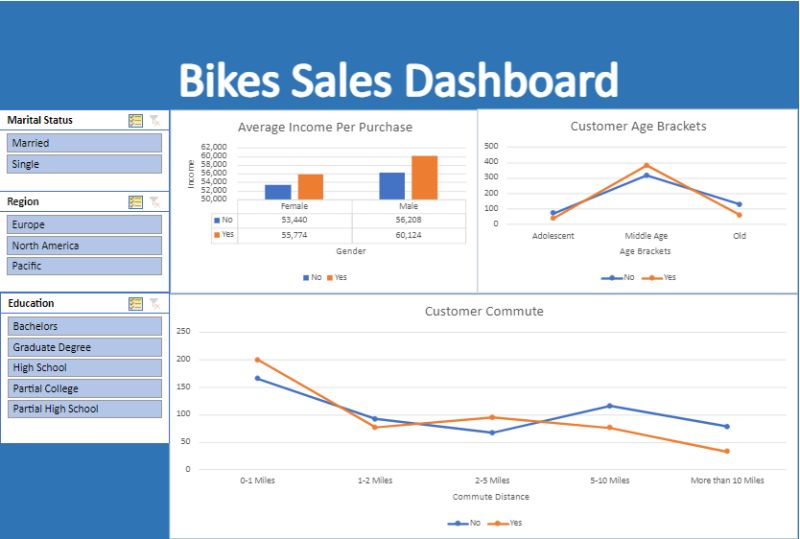 Bikes Sales Dashboard
Marital Status
Married
Single
Region
Europe
North America
Pacific
Education
Bachelors
Graduate Degree
High School
Partial College
Partial High School
Average Income Per Purchase
62,000
60,000
58,000
56,000
54,000
52,000
50,000
Income
Female Male
No 53,440 56,208
Yes 55,774 60,124
Gender
No Yes
Customer Age Brackets
500
400
300
200
100
0
Adolescent Middle Age Old
Age Brackets
No Yes
Customer Commute
250
200
150
100
50
0
0-1 Miles 1-2 Miles 2-5 Miles 5-10 Miles More than 10 Miles
Commute Distance
No Yes